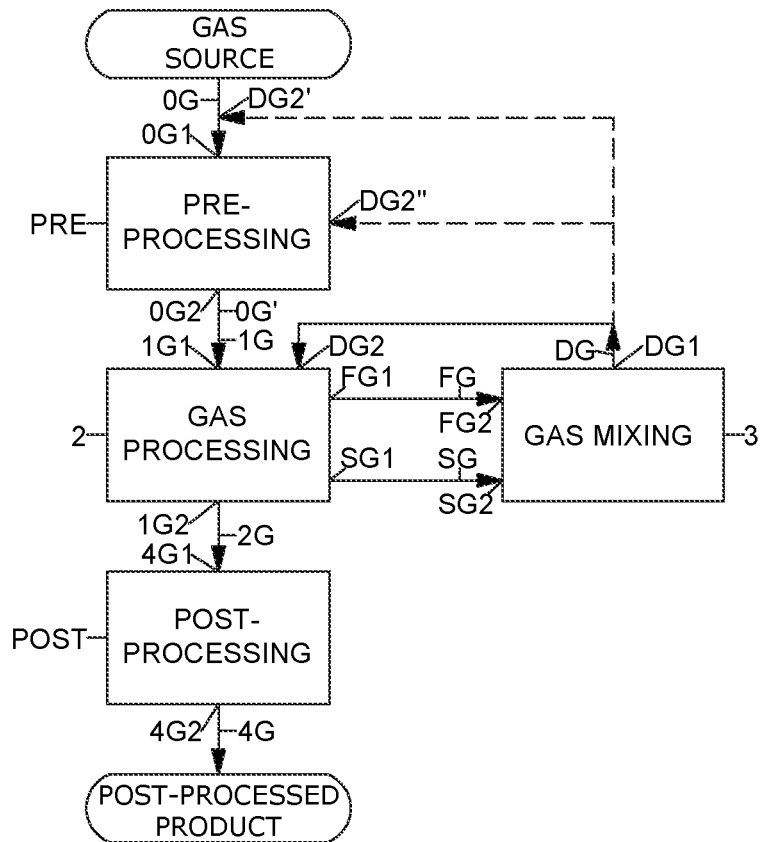 GAS
SOURCE
0G
DG2'
0G1
PRE
PRE-
PROCESSING
DG2"
0G2
0G'
1G1
1G
DG2
DG
DG1
FG1
FG
FG2
2
GAS
PROCESSING
GAS MIXING
3
SG1
SG
SG2
1G2
2G
4G1
POST
POST-
PROCESSING
4G2
4G
POST-PROCESSED
PRODUCT